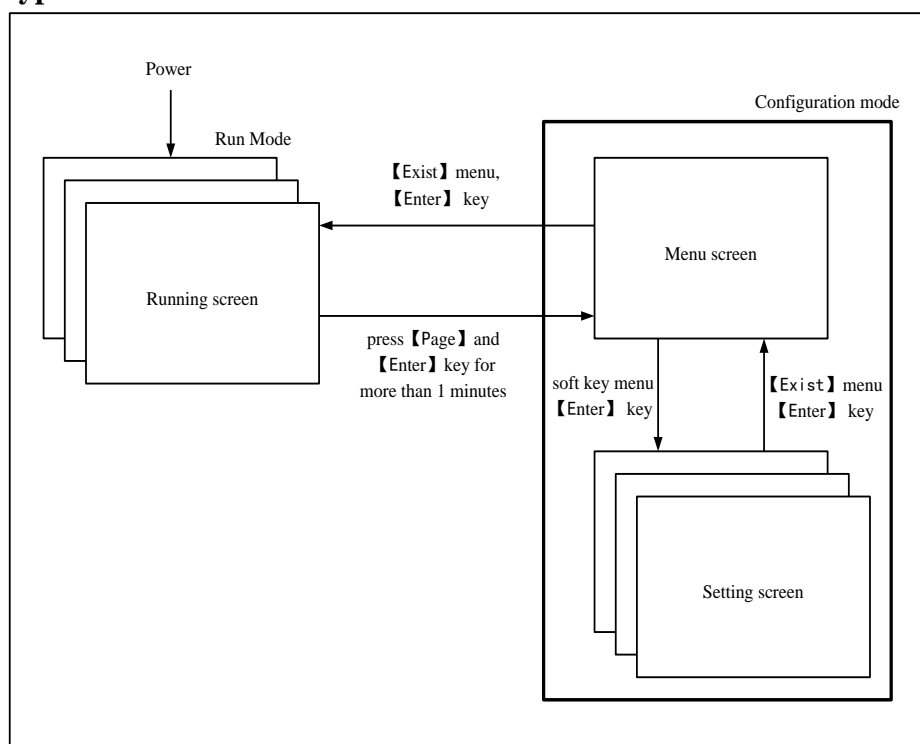 Power
Configuration mode
Run Mode
【Exist】menu,
【Enter】 key
Menu screen
Running screen
press【Page】and
【Enter】key for
more than 1 minutes
soft key menu
【Enter】 key
【Exist】menu
【Enter】 key
Setting screen